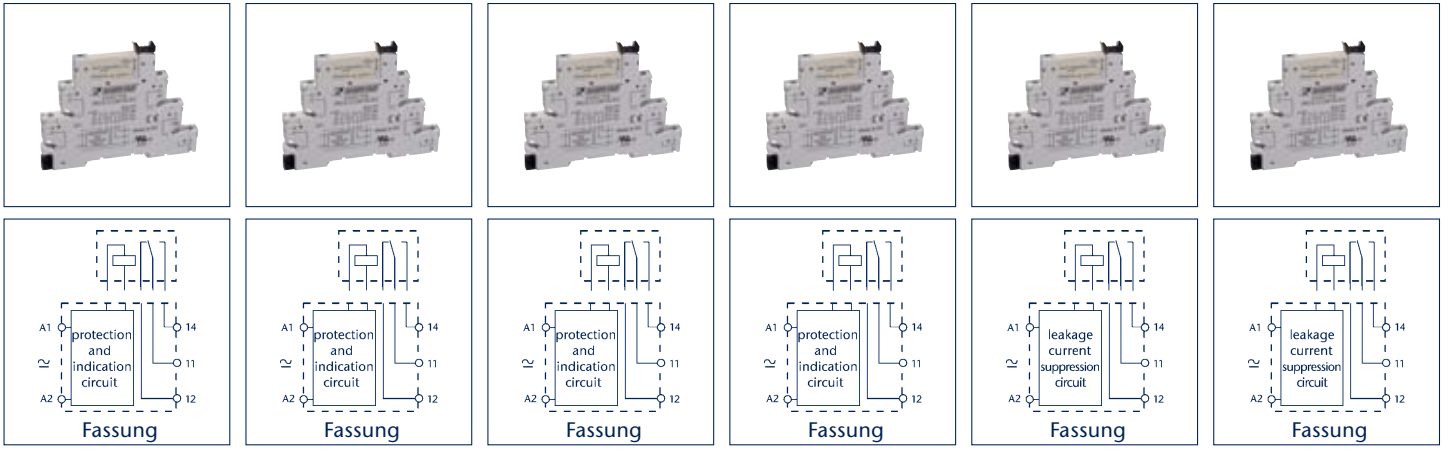 A1
protection
and
indication
circuit
A2
14
11
12
Fassung
A1
protection
and
indication
circuit
A2
14
11
12
Fassung
A1
protection
and
indication
circuit
A2
14
11
12
Fassung
A1
protection
and
indication
circuit
A2
14
11
12
Fassung
A1
leakage
current
suppression
circuit
A2
14
11
12
Fassung
A1
leakage
current
suppression
circuit
A2
14
11
12
Fassung